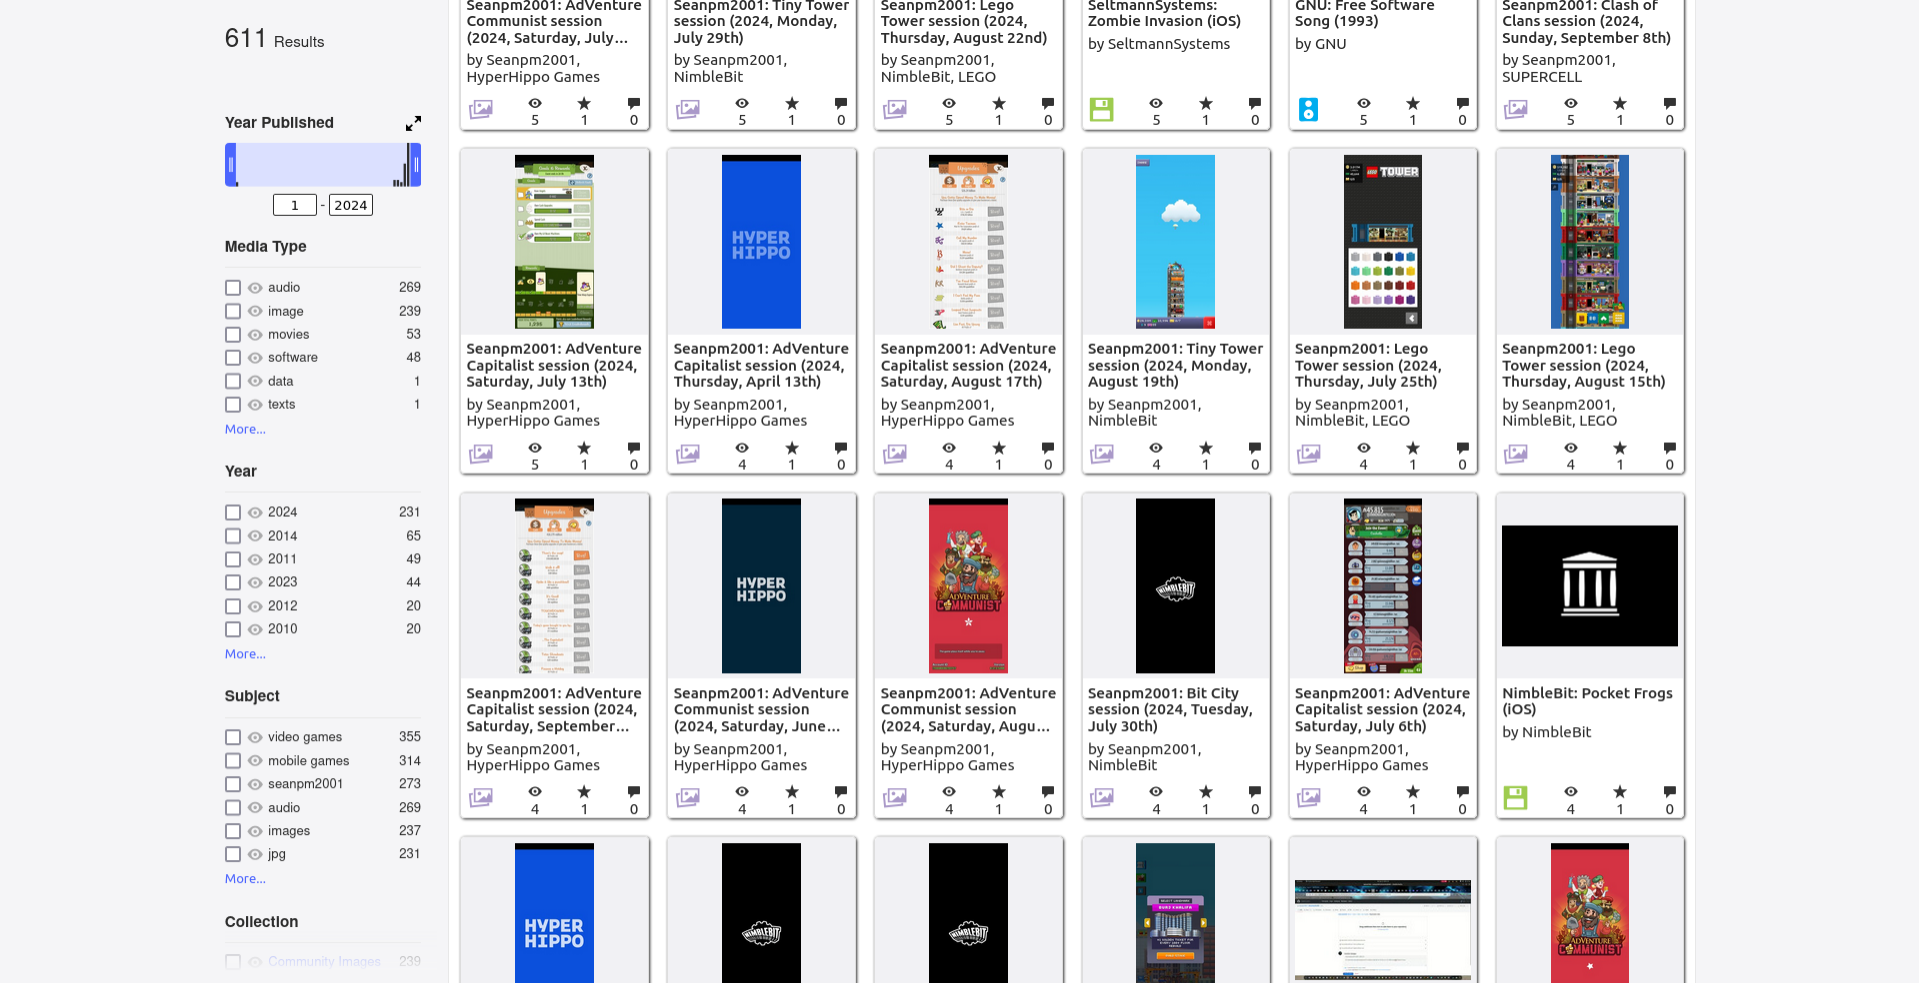 611 Results
Year Published
1 - 2024
Media Type
audio 269
image 239
movies 53
software 48
data 1
texts 1
More...
Year
2024 231
2014 65
2011 49
2023 44
2012 20
2010 20
More...
Subject
video games 355
mobile games 314
seanpm2001 273
audio 269
images 237
jpg 231
More...
Collection
Community Images 239
Seanpm2001: AdVenture
Communist session
(2024, Saturday, July...
by Seanpm2001,
HyperHippo Games
5 1 0
Seanpm2001: Tiny Tower
session (2024, Monday,
July 29th)
by Seanpm2001,
NimbleBit
5 1 0
Seanpm2001: Lego
Tower session (2024,
Thursday, August 22nd)
by Seanpm2001,
NimbleBit, LEGO
5 1 0
SeltmannSystems:
Zombie Invasion (iOS)
by SeltmannSystems
5 1 0
GNU: Free Software
Song (1993)
by GNU
5 1 0
Seanpm2001: Clash of
Clans session (2024,
Sunday, September 8th)
by Seanpm2001,
SUPERCELL
5 1 0
Seanpm2001: AdVenture
Capitalist session (2024,
Saturday, July 13th)
by Seanpm2001,
HyperHippo Games
5 1 0
HYPER
HIPPO
Seanpm2001: AdVenture
Capitalist session (2024,
Thursday, April 13th)
by Seanpm2001,
HyperHippo Games
4 1 0
Upgrades
Seanpm2001: AdVenture
Capitalist session (2024,
Saturday, August 17th)
by Seanpm2001,
HyperHippo Games
4 1 0
Seanpm2001: Tiny Tower
session (2024, Monday,
August 19th)
by Seanpm2001,
NimbleBit
4 1 0
LEGO TOWER
Seanpm2001: Lego
Tower session (2024,
Thursday, July 25th)
by Seanpm2001,
NimbleBit, LEGO
4 1 0
Seanpm2001: Lego
Tower session (2024,
Thursday, August 15th)
by Seanpm2001,
NimbleBit, LEGO
4 1 0
Upgrades
Seanpm2001: AdVenture
Capitalist session (2024,
Saturday, September...
by Seanpm2001,
HyperHippo Games
4 1 0
HYPER
HIPPO
Seanpm2001: AdVenture
Communist session
(2024, Saturday, June...
by Seanpm2001,
HyperHippo Games
4 1 0
ADVENTURE
COMMUNIST
Seanpm2001: AdVenture
Communist session
(2024, Saturday, Augu...
by Seanpm2001,
HyperHippo Games
4 1 0
NIMBLEBIT
Seanpm2001: Bit City
session (2024, Tuesday,
July 30th)
by Seanpm2001,
NimbleBit
4 1 0
Seanpm2001: AdVenture
Capitalist session (2024,
Saturday, July 6th)
by Seanpm2001,
HyperHippo Games
4 1 0
NimbleBit: Pocket Frogs
(iOS)
by NimbleBit
4 1 0
HYPER
HIPPO
NIMBLEBIT
NIMBLEBIT
ADVENTURE
COMMUNIST